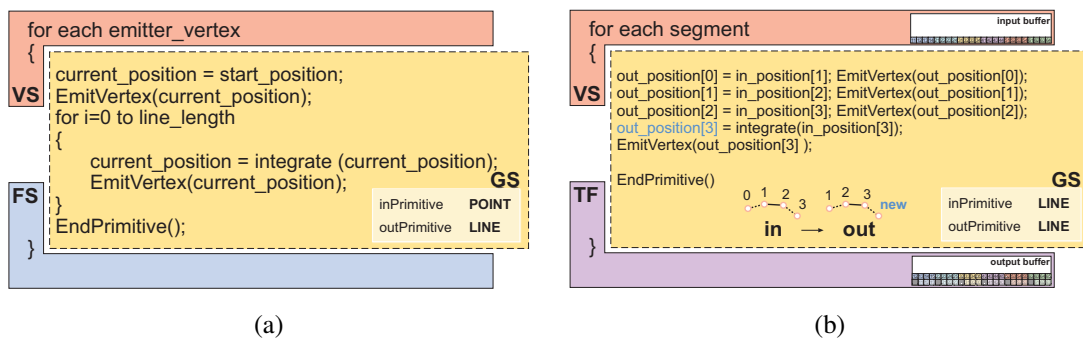 for each emitter_vertex
{
current_position = start_position;
EmitVertex(current_position);
for i=0 to line_length
{
current_position = integrate (current_position);
EmitVertex(current_position);
}
EndPrimitive();
}
VS
FS
GS
inPrimitive POINT
outPrimitive LINE
(a)
for each segment
input buffer
{
out_position[0] = in_position[1]; EmitVertex(out_position[0]);
out_position[1] = in_position[2]; EmitVertex(out_position[1]);
out_position[2] = in_position[3]; EmitVertex(out_position[2]);
out_position[3] = integrate(in_position[3]);
EmitVertex(out_position[3] );
EndPrimitive()
}
VS
TF
GS
0 1 2 3 1 2 3 new
in → out
inPrimitive LINE
outPrimitive LINE
output buffer
(b)